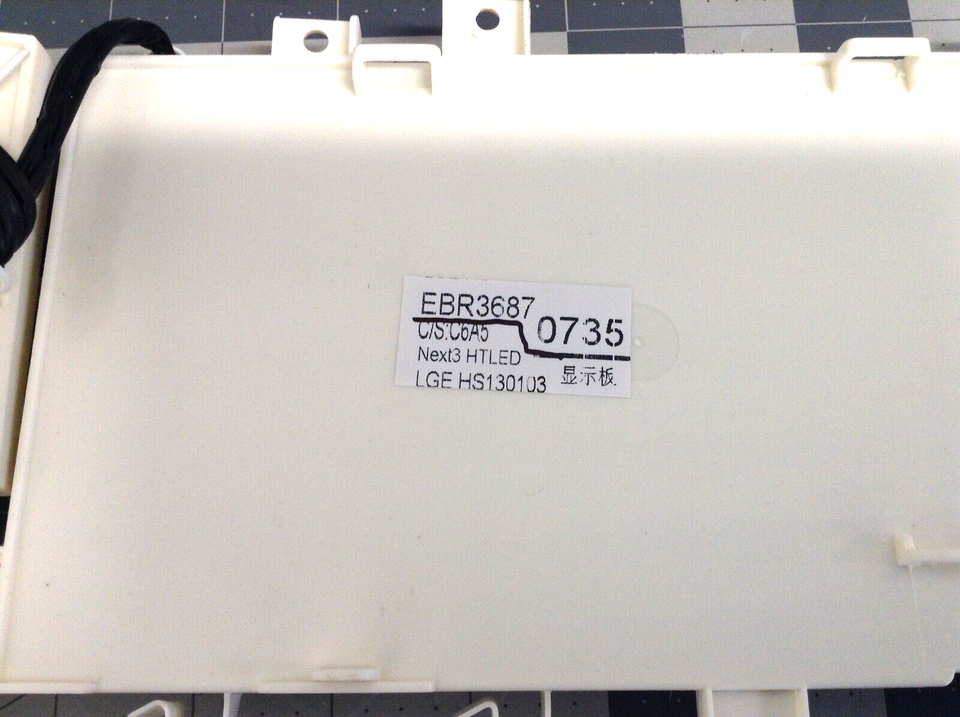 EBR3687
0735
C/S:C6A5
Next3 HTLED
LGE HS130103
显示板